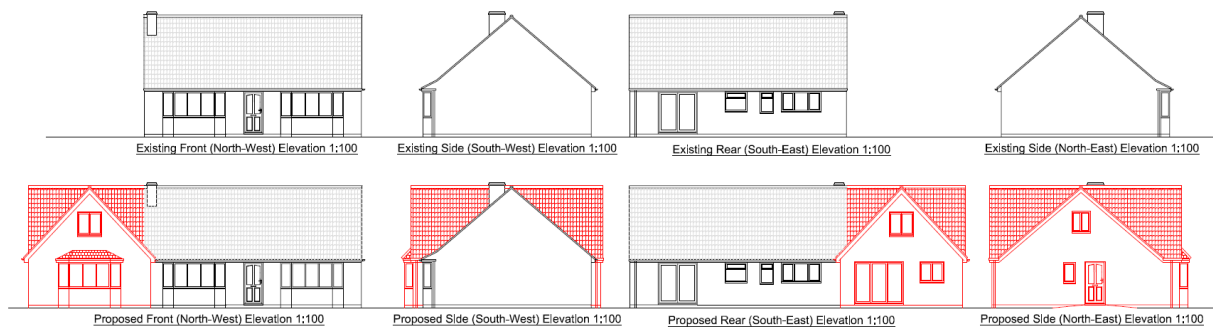 Existing Front (North-West) Elevation 1:100
Existing Side (South-West) Elevation 1:100
Existing Rear (South-East) Elevation 1:100
Existing Side (North-East) Elevation 1:100
Proposed Front (North-West) Elevation 1:100
Proposed Side (South-West) Elevation 1:100
Proposed Rear (South-East) Elevation 1:100
Proposed Side (North-East) Elevation 1:100